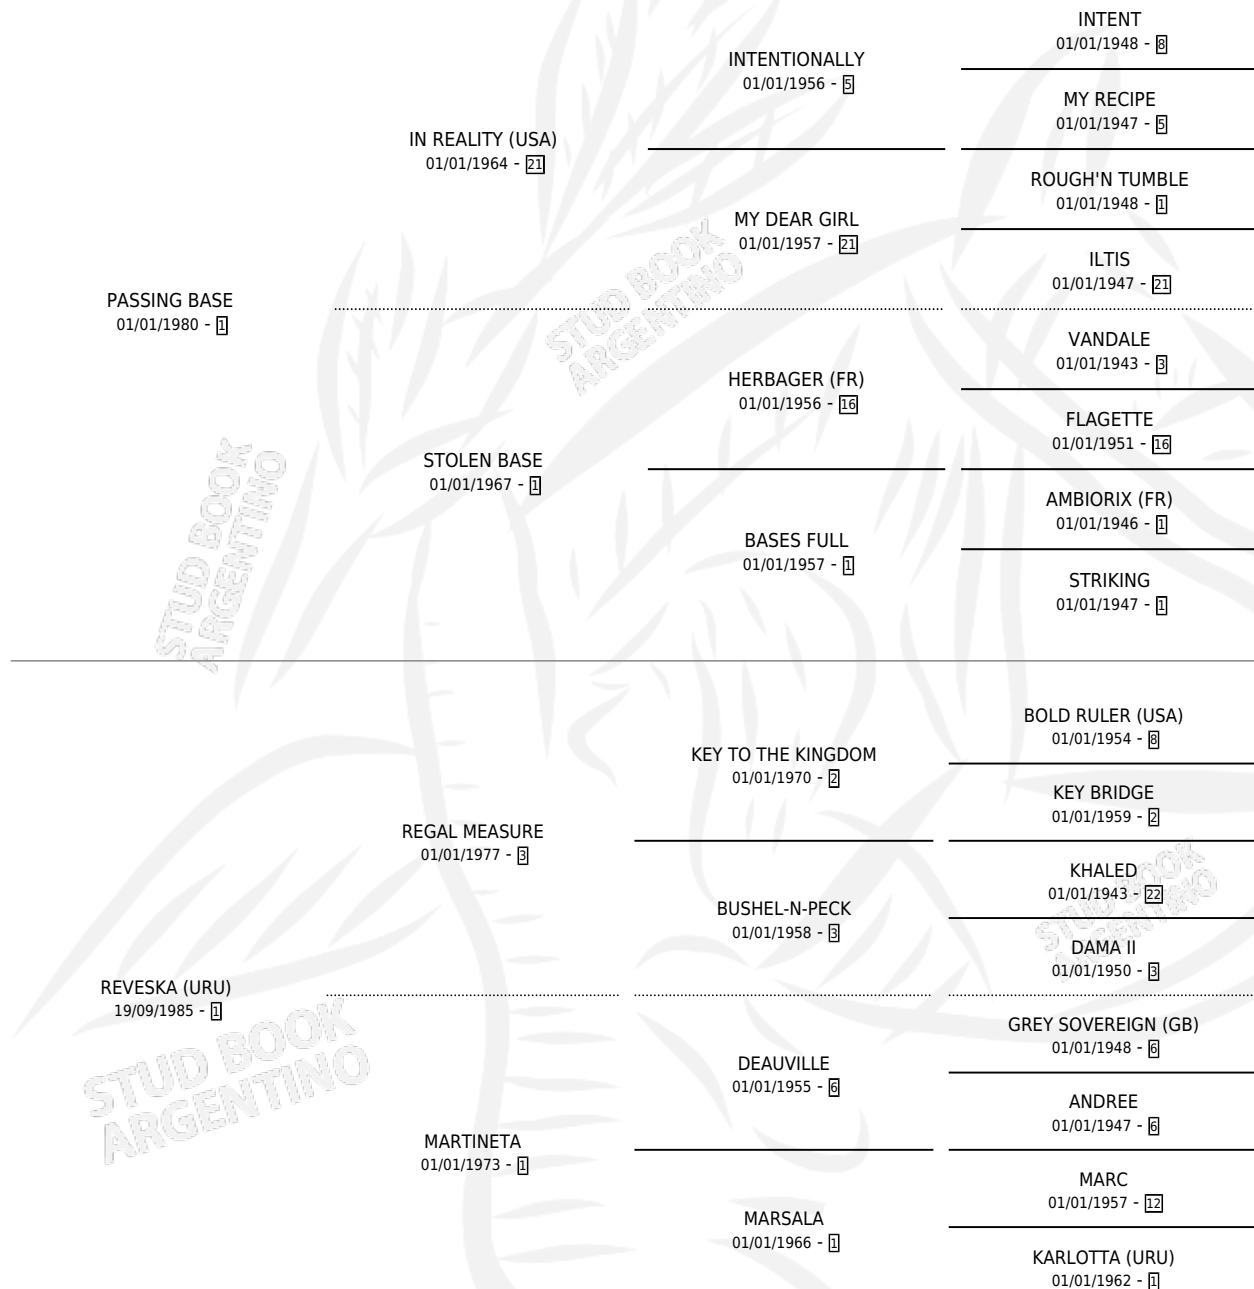 INTENT
01/01/1948 - 8
INTENTIONALLY
01/01/1956 - 5
MY RECIPE
01/01/1947 - 5
IN REALITY (USA)
01/01/1964 - 21
ROUGH'N TUMBLE
01/01/1948 - 1
MY DEAR GIRL
01/01/1957 - 21
ILTIS
01/01/1947 - 21
PASSING BASE
01/01/1980 - 1
VANDALE
01/01/1943 - 3
HERBAGER (FR)
01/01/1956 - 16
FLAGETTE
01/01/1951 - 16
STOLEN BASE
01/01/1967 - 1
AMBIORIX (FR)
01/01/1946 - 1
BASES FULL
01/01/1957 - 1
STRIKING
01/01/1947 - 1
BOLD RULER (USA)
01/01/1954 - 8
KEY TO THE KINGDOM
01/01/1970 - 2
KEY BRIDGE
01/01/1959 - 2
REGAL MEASURE
01/01/1977 - 3
KHALED
01/01/1943 - 22
BUSHEL-N-PECK
01/01/1958 - 3
DAMA II
01/01/1950 - 3
REVESKA (URU)
19/09/1985 - 1
GREY SOVEREIGN (GB)
01/01/1948 - 6
DEAUVILLE
01/01/1955 - 6
ANDREE
01/01/1947 - 6
MARTINETA
01/01/1973 - 1
MARC
01/01/1957 - 12
MARSALA
01/01/1966 - 1
KARLOTTA (URU)
01/01/1962 - 1
STUD BOOK
ARGENTINO
STUD BOOK
ARGENTINO
STUD BOOK
ARGENTINO
STUD BOOK
ARGENTINO